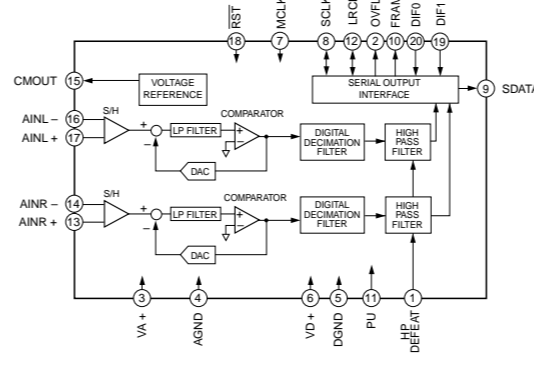 RST
MCLK
SCLK
LRCK
OVFL
FRAM
DIF0
DIF1
18
7
8
12
2
10
20
19
CMOUT 15
VOLTAGE
REFERENCE
SERIAL OUTPUT
INTERFACE
9 SDATA
AINL – 16
AINL + 17
S/H
+
–
LP FILTER
COMPARATOR
+
–
DAC
DIGITAL
DECIMATION
FILTER
HIGH
PASS
FILTER
AINR – 14
AINR + 13
S/H
+
–
LP FILTER
COMPARATOR
+
–
DAC
DIGITAL
DECIMATION
FILTER
HIGH
PASS
FILTER
3
4
6
5
11
1
VA +
AGND
VD +
DGND
PU
HP
DEFEAT